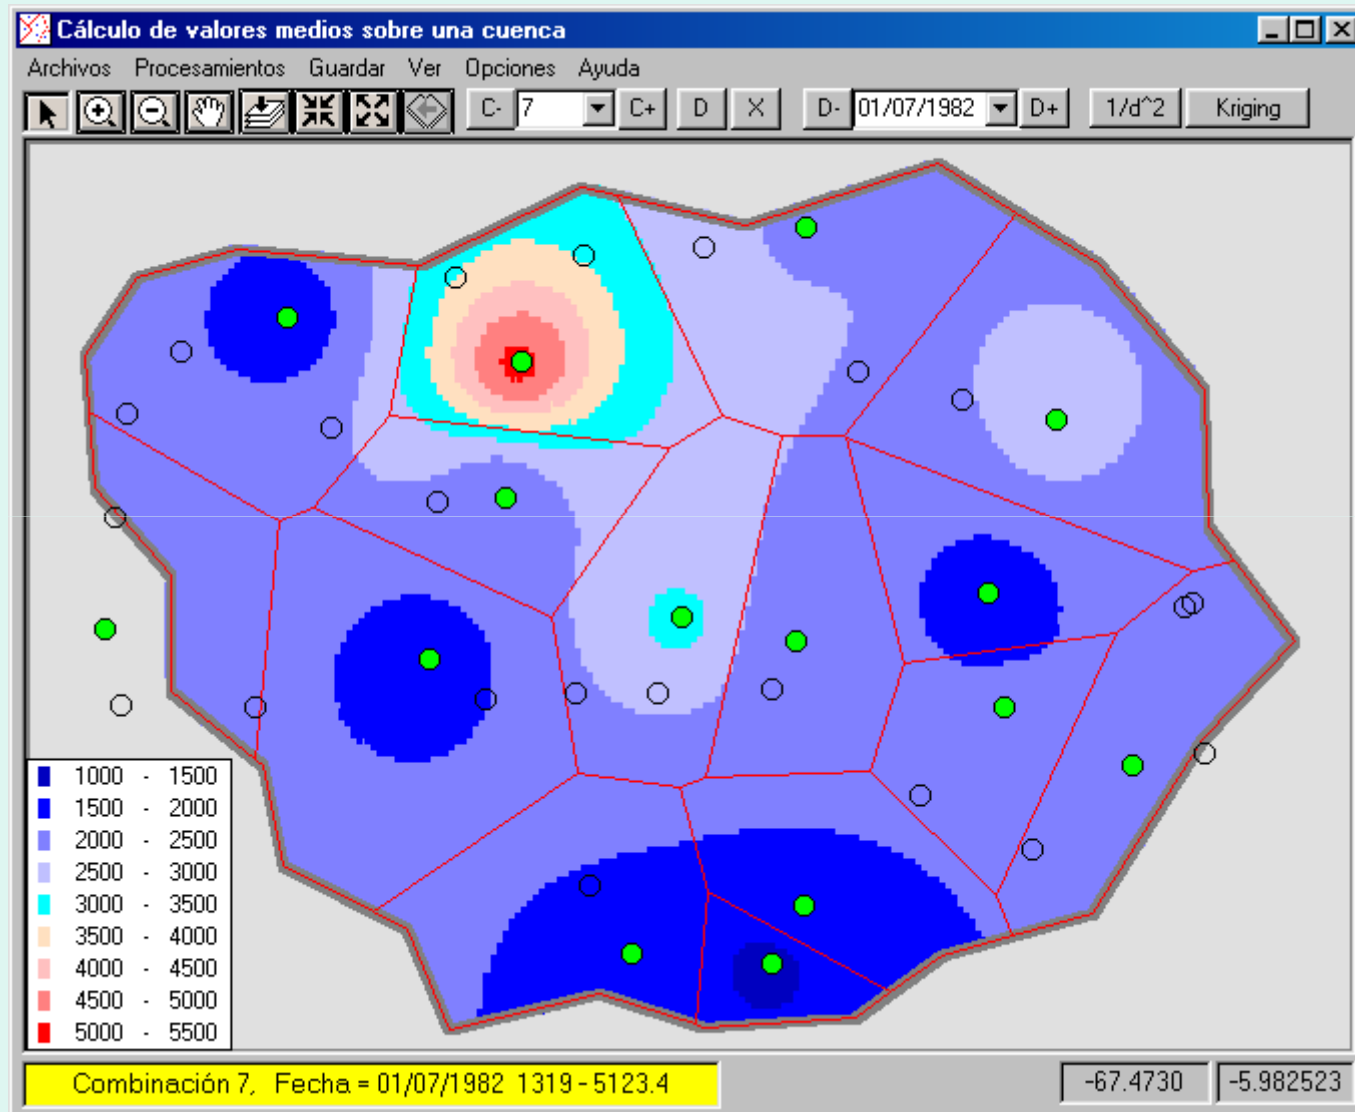 Cálculo de valores medios sobre una cuenca
Archivos Procesamientos Guardar Ver Opciones Ayuda
C- 7 C+ D X D- 01/07/1982 D+ 1/d^2 Kriging
1000 - 1500
1500 - 2000
2000 - 2500
2500 - 3000
3000 - 3500
3500 - 4000
4000 - 4500
4500 - 5000
5000 - 5500
Combinación 7, Fecha = 01/07/1982 1319 - 5123.4 -67.4730 -5.982523